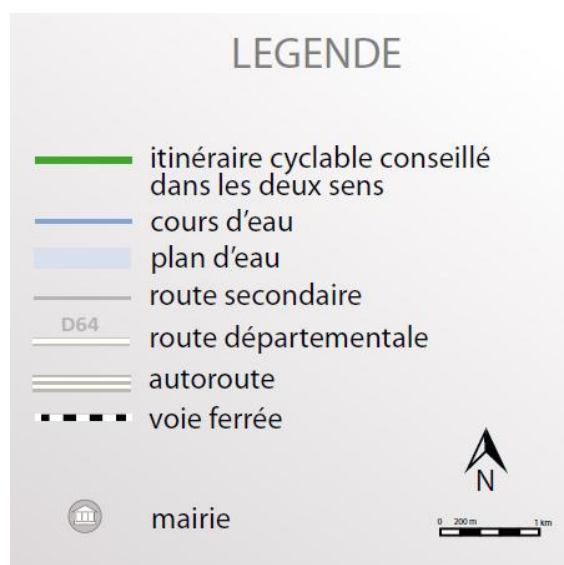 LEGENDE
itinéraire cyclable conseillé
dans les deux sens
cours d'eau
plan d'eau
route secondaire
D64
route départementale
autoroute
voie ferrée
N
mairie
0 200 m 1 km